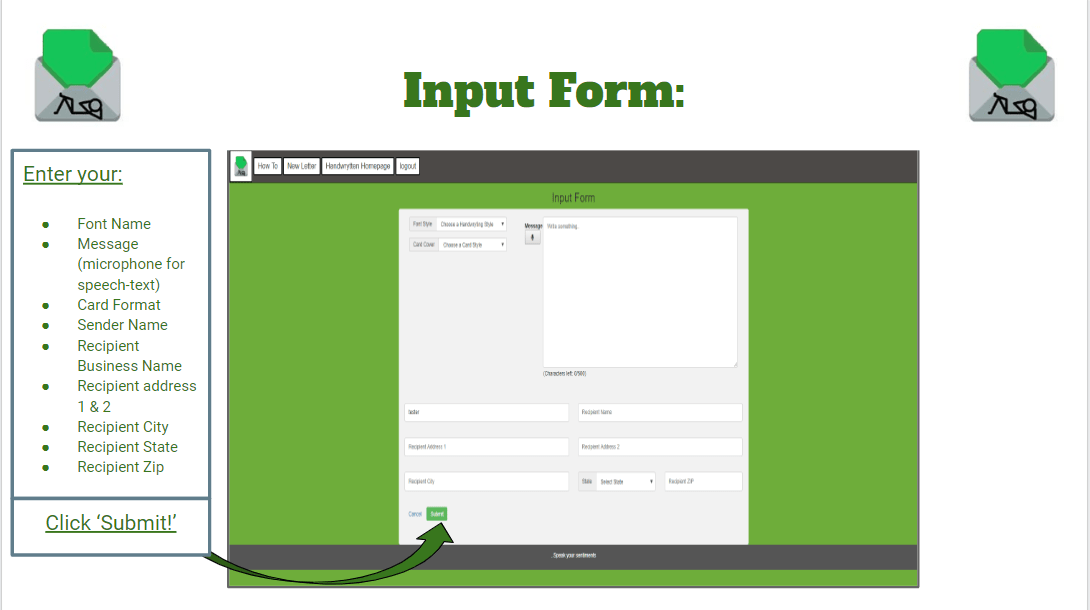 Input Form:
Enter your:
● Font Name
● Message
(microphone for
speech-text)
● Card Format
● Sender Name
● Recipient
Business Name
● Recipient address
1 & 2
● Recipient City
● Recipient State
● Recipient Zip
Click ‘Submit!’
How To New Letter Handwrytten Homepage logout
Input Form
Font Style Choose a Handwriting Style
Card Cover Choose a Card Style
Message Write something..
(Characters left: 0/500)
tester Recipient Name
Recipient Address 1 Recipient Address 2
Recipient City State Select State Recipient ZIP
Cancel Submit
..Speak your sentiments